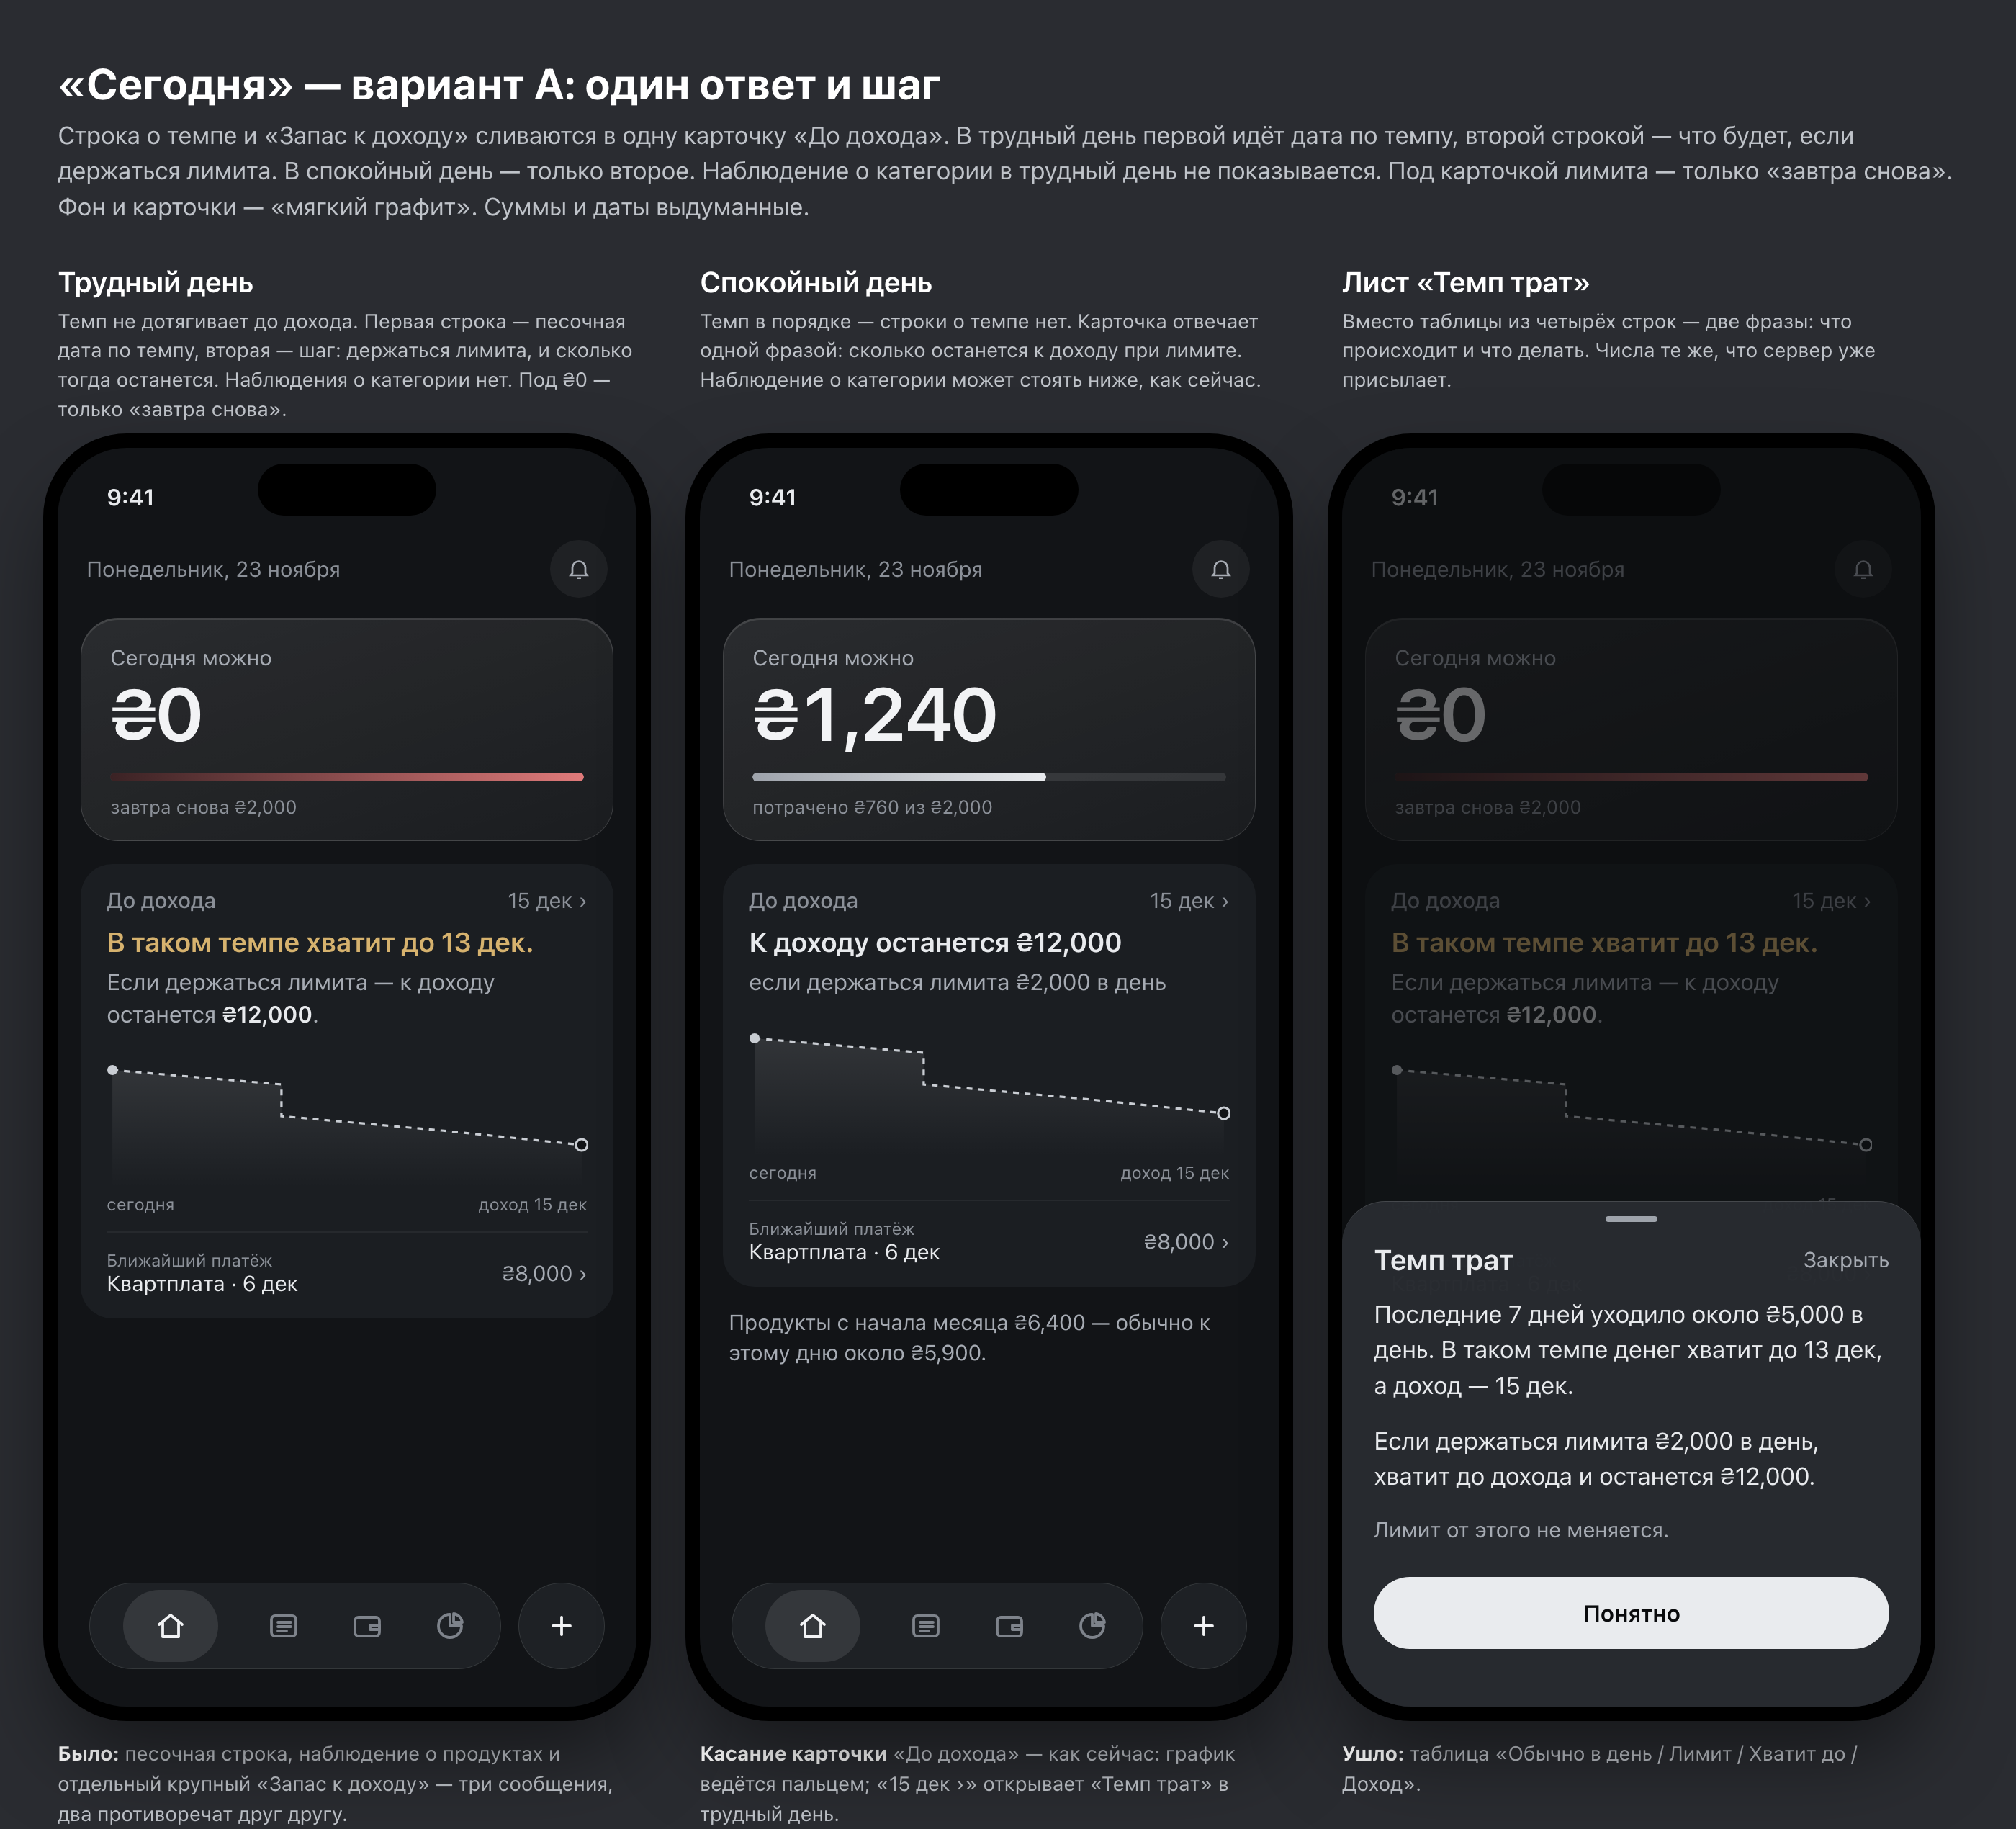 «Сегодня» — вариант А: один ответ и шаг
Строка о темпе и «Запас к доходу» сливаются в одну карточку «До дохода». В трудный день первой идёт дата по темпу, второй строкой — что будет, если
держаться лимита. В спокойный день — только второе. Наблюдение о категории в трудный день не показывается. Под карточкой лимита — только «завтра снова».
Фон и карточки — «мягкий графит». Суммы и даты выдуманные.
Трудный день
Темп не дотягивает до дохода. Первая строка — песочная
дата по темпу, вторая — шаг: держаться лимита, и сколько
тогда останется. Наблюдения о категории нет. Под ₴0 —
только «завтра снова».
9:41
Понедельник, 23 ноября
Сегодня можно
₴0
завтра снова ₴2,000
До дохода
15 дек ›
В таком темпе хватит до 13 дек.
Если держаться лимита — к доходу
останется ₴12,000.
сегодня
доход 15 дек
Ближайший платёж
Квартплата · 6 дек
₴8,000 ›
Было: песочная строка, наблюдение о продуктах и
отдельный крупный «Запас к доходу» — три сообщения,
два противоречат друг другу.
Спокойный день
Темп в порядке — строки о темпе нет. Карточка отвечает
одной фразой: сколько останется к доходу при лимите.
Наблюдение о категории может стоять ниже, как сейчас.
9:41
Понедельник, 23 ноября
Сегодня можно
₴1,240
потрачено ₴760 из ₴2,000
До дохода
15 дек ›
К доходу останется ₴12,000
если держаться лимита ₴2,000 в день
сегодня
доход 15 дек
Ближайший платёж
Квартплата · 6 дек
₴8,000 ›
Продукты с начала месяца ₴6,400 — обычно к
этому дню около ₴5,900.
Касание карточки «До дохода» — как сейчас: график
ведётся пальцем; «15 дек ›» открывает «Темп трат» в
трудный день.
Лист «Темп трат»
Вместо таблицы из четырёх строк — две фразы: что
происходит и что делать. Числа те же, что сервер уже
присылает.
9:41
Понедельник, 23 ноября
Сегодня можно
₴0
завтра снова ₴2,000
До дохода
15 дек ›
В таком темпе хватит до 13 дек.
Если держаться лимита — к доходу
останется ₴12,000.
Темп трат
Закрыть
Последние 7 дней уходило около ₴5,000 в
день. В таком темпе денег хватит до 13 дек,
а доход — 15 дек.
Если держаться лимита ₴2,000 в день,
хватит до дохода и останется ₴12,000.
Лимит от этого не меняется.
Понятно
Ушло: таблица «Обычно в день / Лимит / Хватит до /
Доход».